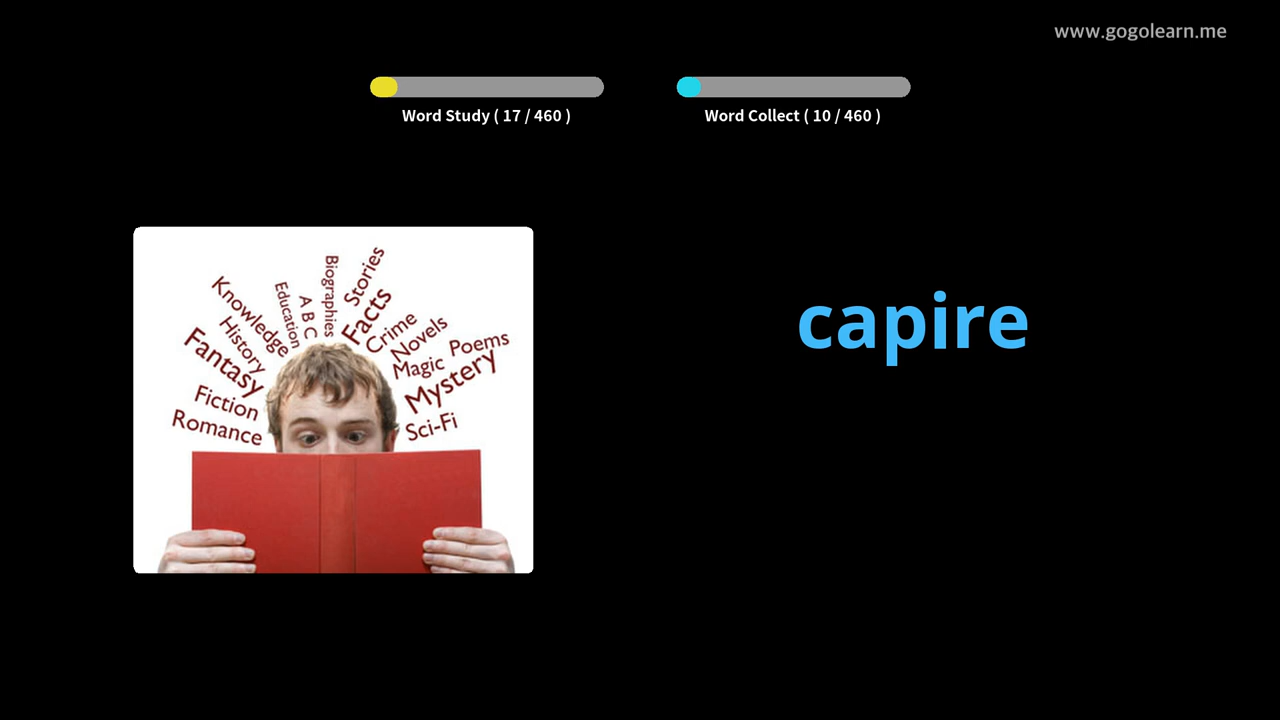 www.gogolearn.me
Word Study ( 17 / 460 )
Word Collect ( 10 / 460 )
capire
Biographies
Stories
Education
A B C
Facts
Knowledge
History
Crime
Novels
Poems
Fantasy
Magic
Mystery
Fiction
Romance
Sci-Fi